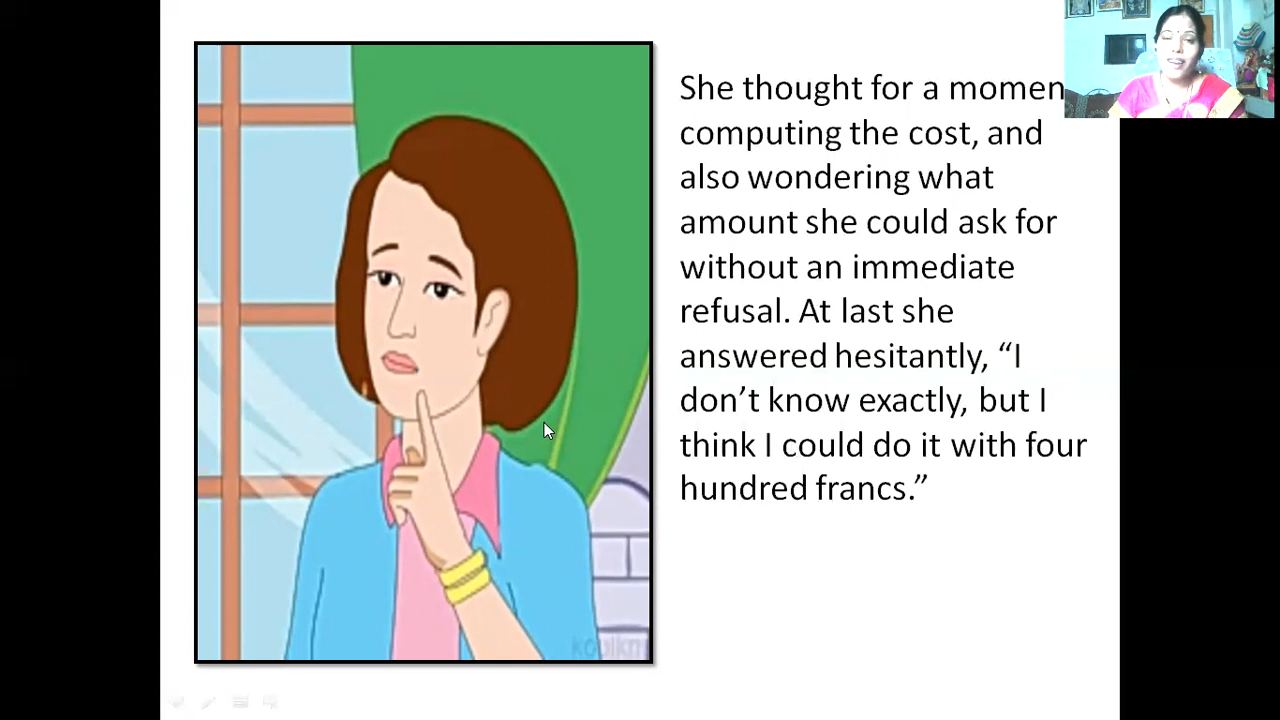 She thought for a momen
computing the cost, and
also wondering what
amount she could ask for
without an immediate
refusal. At last she
answered hesitantly, “I
don’t know exactly, but I
think I could do it with four
hundred francs.”